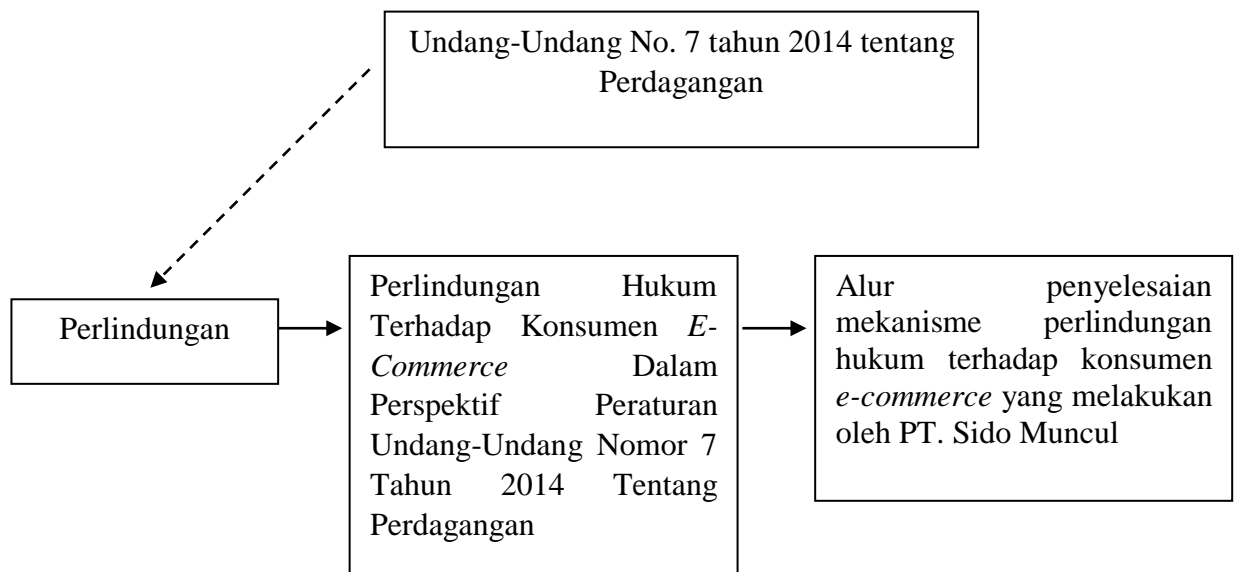 Undang-Undang No. 7 tahun 2014 tentang
Perdagangan
Perlindungan
Perlindungan Hukum
Terhadap Konsumen E-
Commerce Dalam
Perspektif Peraturan
Undang-Undang Nomor 7
Tahun 2014 Tentang
Perdagangan
Alur penyelesaian
mekanisme perlindungan
hukum terhadap konsumen
e-commerce yang melakukan
oleh PT. Sido Muncul